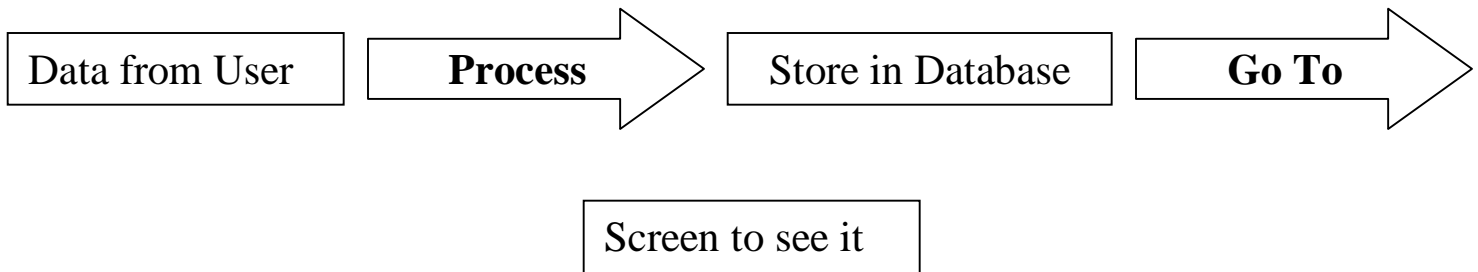 Data from User Process Store in Database Go To
Screen to see it